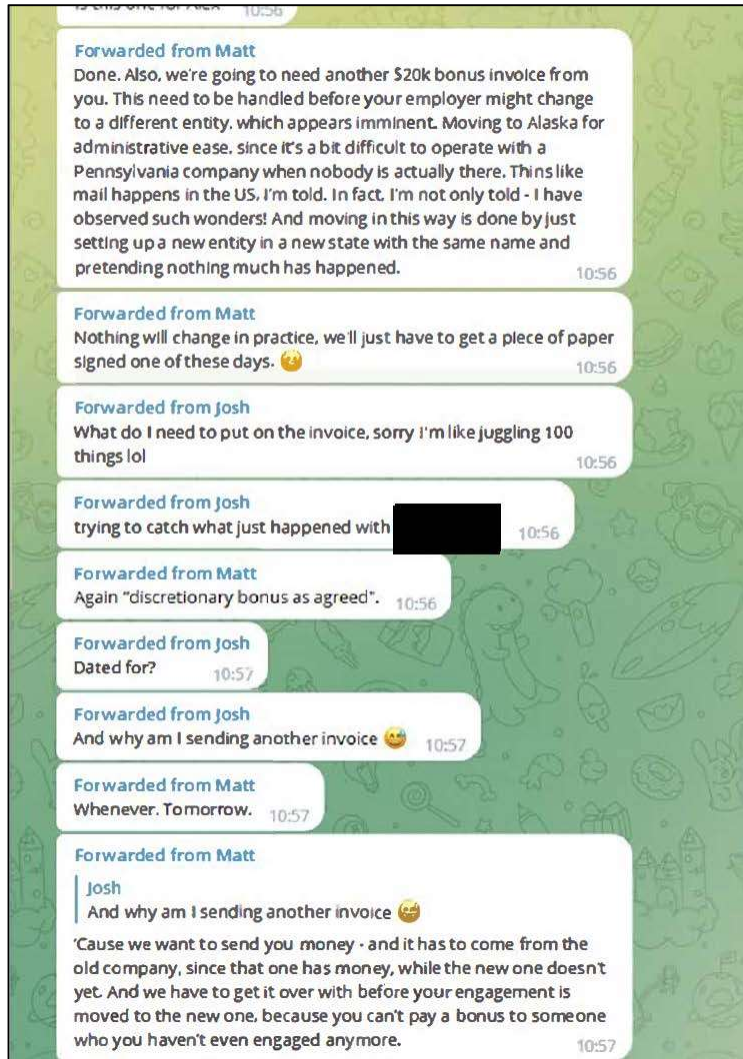 is this one for Alex 10:56
Forwarded from Matt
Done. Also, we're going to need another $20k bonus invoice from
you. This need to be handled before your employer might change
to a different entity, which appears imminent. Moving to Alaska for
administrative ease, since it's a bit difficult to operate with a
Pennsylvania company when nobody is actually there. Thins like
mail happens in the US, I'm told. In fact, I'm not only told - I have
observed such wonders! And moving in this way is done by just
setting up a new entity in a new state with the same name and
pretending nothing much has happened. 10:56
Forwarded from Matt
Nothing will change in practice, we'll just have to get a piece of paper
signed one of these days. 10:56
Forwarded from Josh
What do I need to put on the invoice, sorry I'm like juggling 100
things lol 10:56
Forwarded from Josh
trying to catch what just happened with 10:56
Forwarded from Matt
Again "discretionary bonus as agreed". 10:56
Forwarded from Josh
Dated for? 10:57
Forwarded from Josh
And why am I sending another invoice 😅 10:57
Forwarded from Matt
Whenever. Tomorrow. 10:57
Forwarded from Matt
Josh
And why am I sending another invoice 😅
'Cause we want to send you money - and it has to come from the
old company, since that one has money, while the new one doesn't
yet. And we have to get it over with before your engagement is
moved to the new one, because you can't pay a bonus to someone
who you haven't even engaged anymore. 10:57